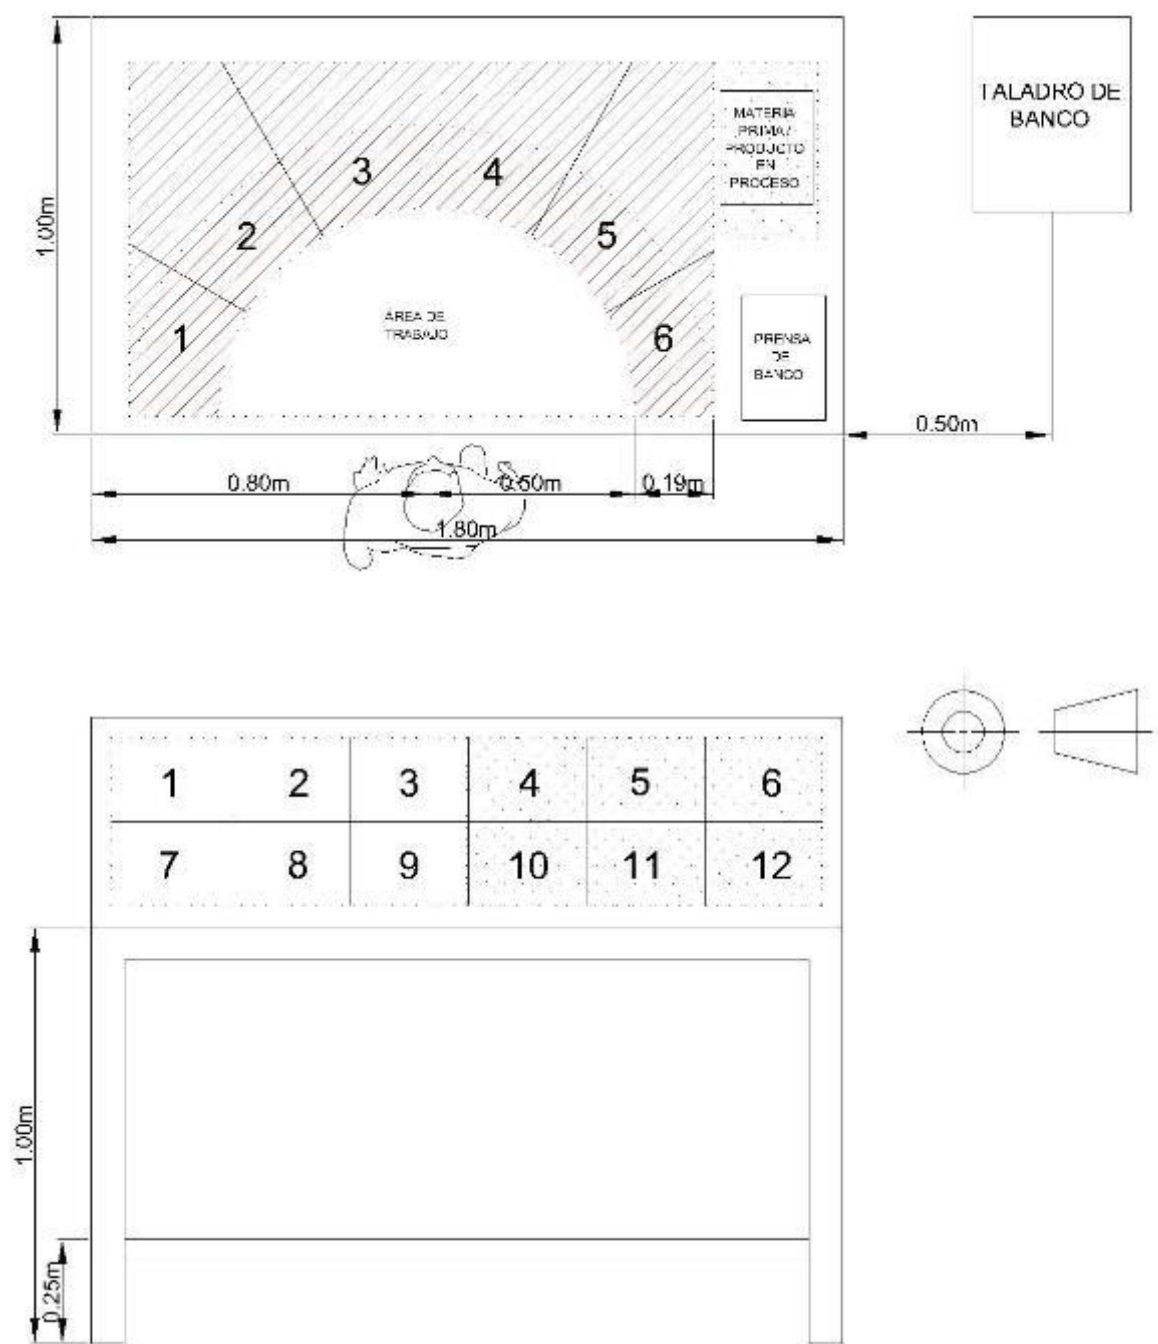 TALADRO DE
BANCO
MATERIA
PRIMA/
PRODUCTO
EN
PROCESO
1.00m
3
4
2
5
1
6
ÁREA DE
TRABAJO
PRENSA
DE
BANCO
0.50m
0.80m
0.50m
0.19m
1.80m
1
2
3
4
5
6
7
8
9
10
11
12
1.00m
0.25m